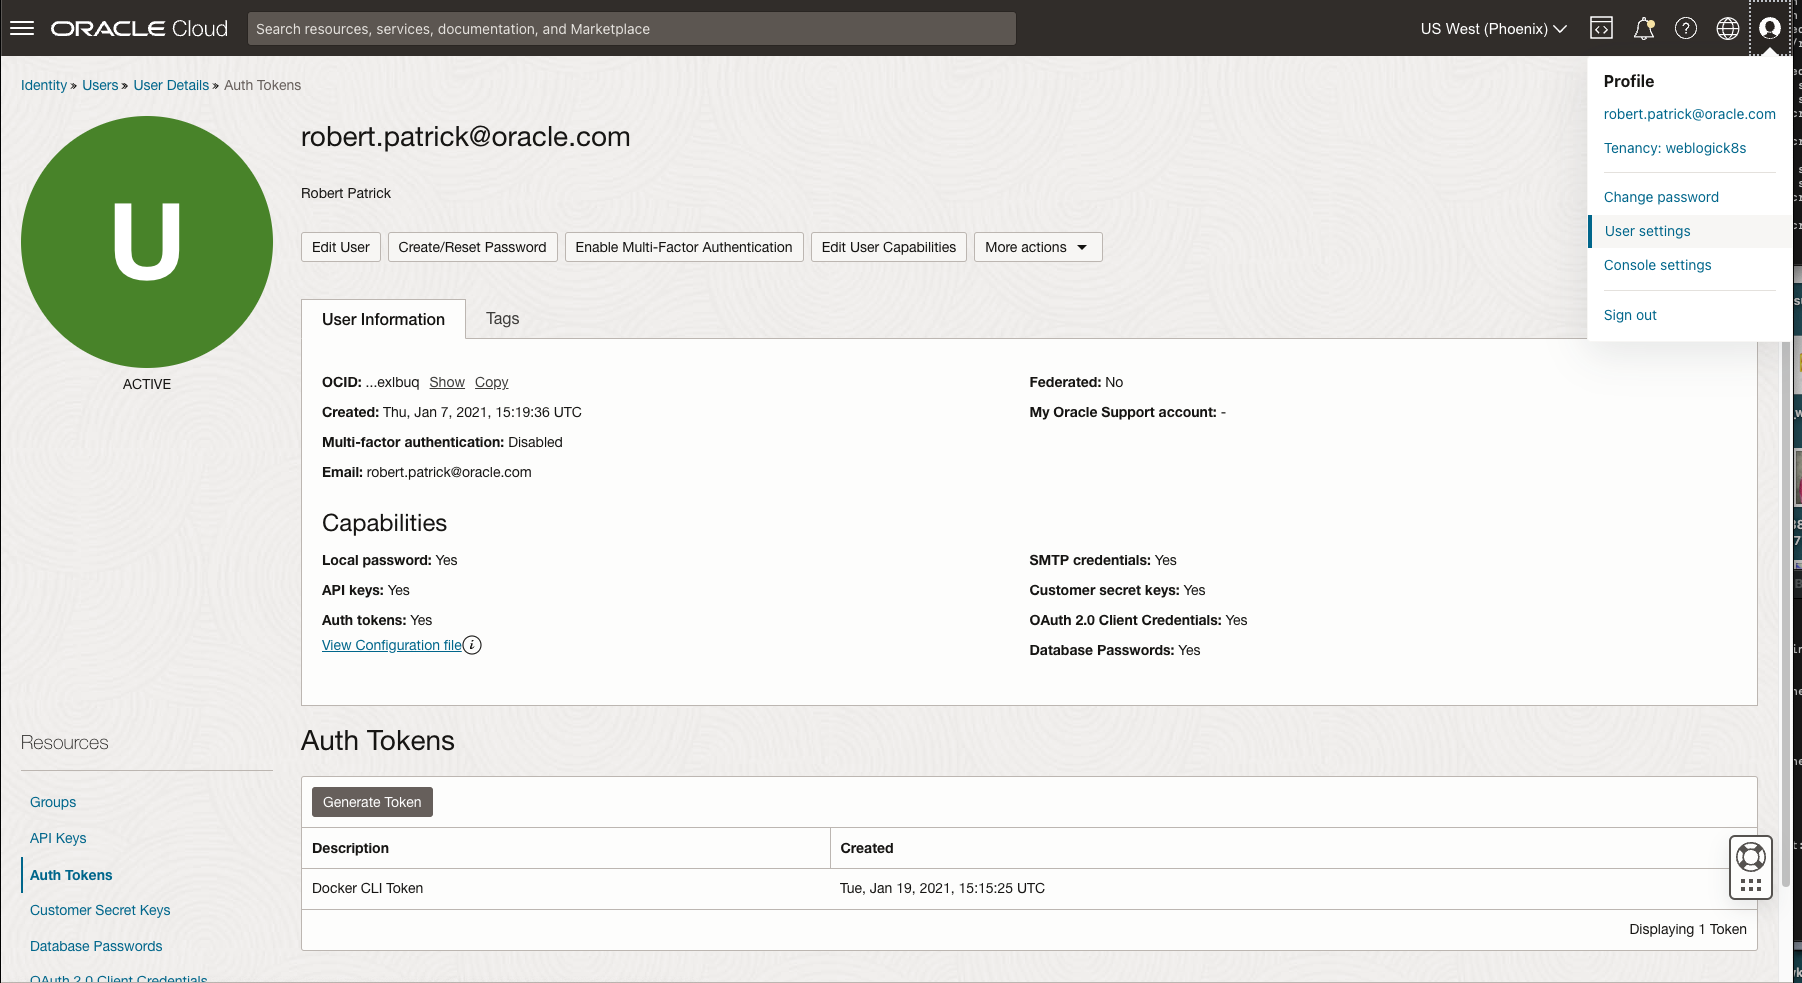 ORACLE Cloud
Search resources, services, documentation, and Marketplace
US West (Phoenix)
Identity » Users » User Details » Auth Tokens
Profile
robert.patrick@oracle.com
Tenancy: weblogick8s
Change password
User settings
Console settings
Sign out
U
ACTIVE
robert.patrick@oracle.com
Robert Patrick
Edit User Create/Reset Password Enable Multi-Factor Authentication Edit User Capabilities More actions
User Information Tags
OCID: ...exlbuq Show Copy
Federated: No
Created: Thu, Jan 7, 2021, 15:19:36 UTC
My Oracle Support account: -
Multi-factor authentication: Disabled
Email: robert.patrick@oracle.com
Capabilities
Local password: Yes
SMTP credentials: Yes
API keys: Yes
Customer secret keys: Yes
Auth tokens: Yes
OAuth 2.0 Client Credentials: Yes
View Configuration file
Database Passwords: Yes
Resources
Groups
API Keys
Auth Tokens
Customer Secret Keys
Database Passwords
OAuth 2.0 Client Credentials
Auth Tokens
Generate Token
Description Created
Docker CLI Token Tue, Jan 19, 2021, 15:15:25 UTC
Displaying 1 Token